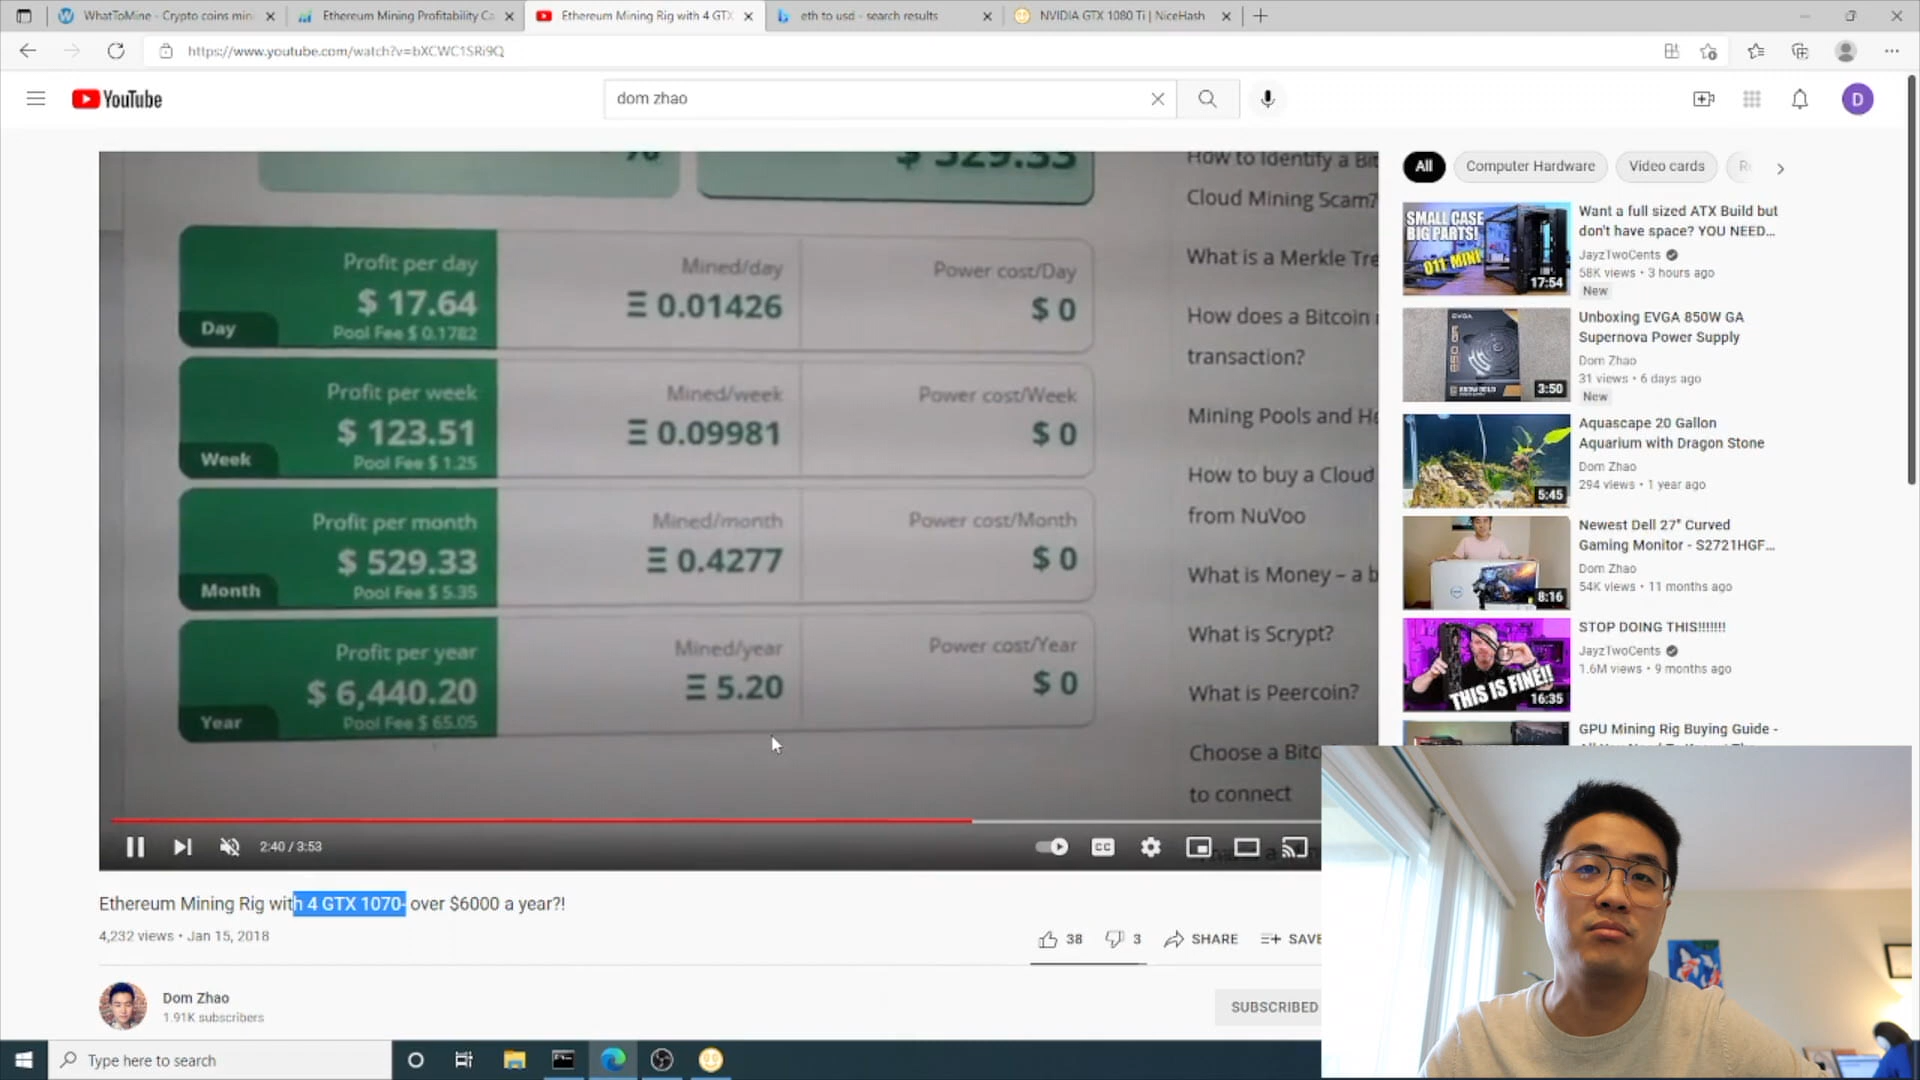 WhatToMine - Crypto coins min
Ethereum Mining Profitability Ca
Ethereum Mining Rig with 4 GTX
eth to usd - search results
NVIDIA GTX 1080 Ti | NiceHash
https://www.youtube.com/watch?v=bXCWC1SRi9Q
YouTube
dom zhao
D
% $ 529.33
Profit per day
$ 17.64
Pool Fee $ 0.1782
Day
Mined/day
Ξ 0.01426
Power cost/Day
$ 0
Profit per week
$ 123.51
Pool Fee $ 1.25
Week
Mined/week
Ξ 0.09981
Power cost/Week
$ 0
Profit per month
$ 529.33
Pool Fee $ 5.35
Month
Mined/month
Ξ 0.4277
Power cost/Month
$ 0
Profit per year
$ 6,440.20
Pool Fee $ 65.05
Year
Mined/year
Ξ 5.20
Power cost/Year
$ 0
How to Identify a Bit
Cloud Mining Scam?
What is a Merkle Tre
How does a Bitcoin
transaction?
Mining Pools and H
How to buy a Cloud
from NuVoo
What is Money – a b
What is Scrypt?
What is Peercoin?
Choose a Bitc
to connect
2:40 / 3:53
CC
Ethereum Mining Rig with 4 GTX 1070- over $6000 a year?!
4,232 views • Jan 15, 2018
38
3
SHARE
SAVE
Dom Zhao
1.91K subscribers
SUBSCRIBED
All
Computer Hardware
Video cards
R
SMALL CASE
BIG PARTS!
O11 MINI
17:54
Want a full sized ATX Build but
don't have space? YOU NEED...
JayzTwoCents
58K views • 3 hours ago
New
EVGA
3:50
Unboxing EVGA 850W GA
Supernova Power Supply
Dom Zhao
31 views • 6 days ago
New
5:45
Aquascape 20 Gallon
Aquarium with Dragon Stone
Dom Zhao
294 views • 1 year ago
8:16
Newest Dell 27" Curved
Gaming Monitor - S2721HGF...
Dom Zhao
54K views • 11 months ago
THIS IS FINE!!
16:35
STOP DOING THIS!!!!!!!
JayzTwoCents
1.6M views • 9 months ago
GPU Mining Rig Buying Guide -
Type here to search